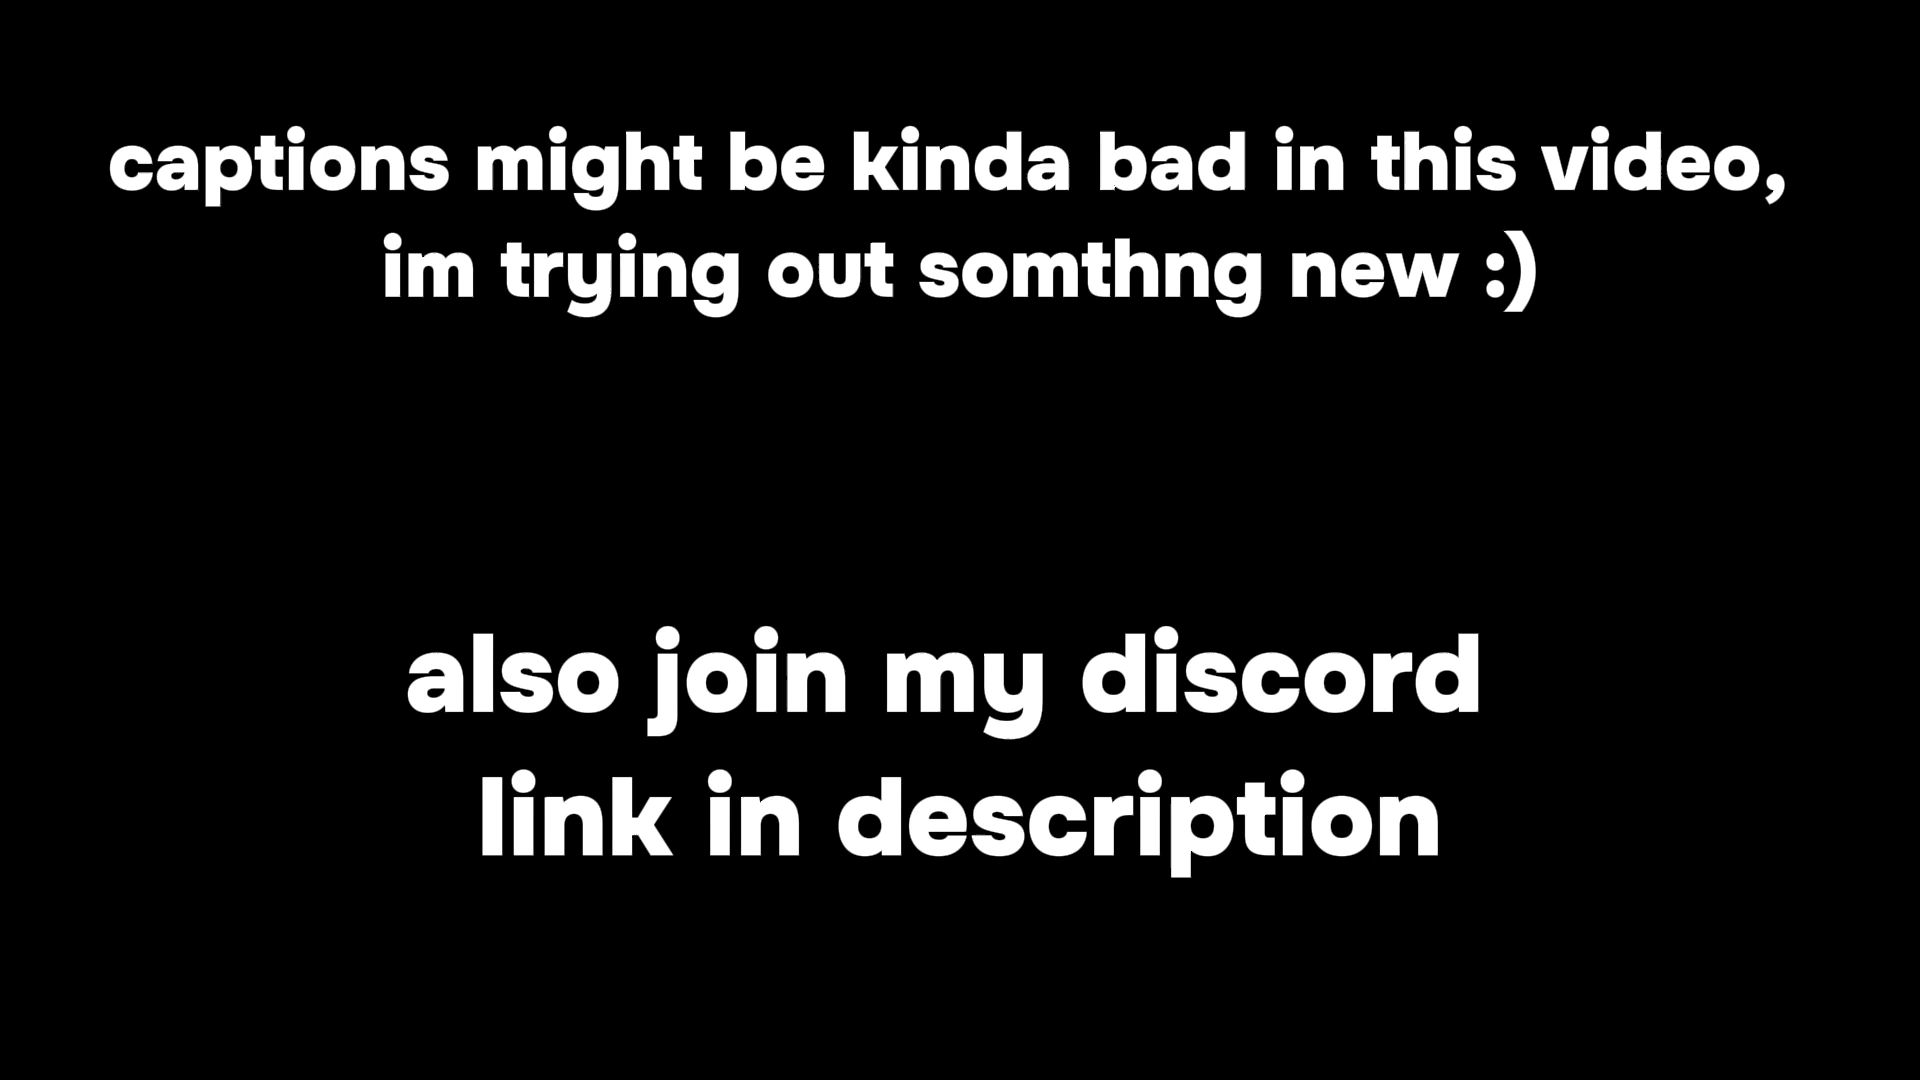 captions might be kinda bad in this video,
im trying out somthng new :)
also join my discord
link in description